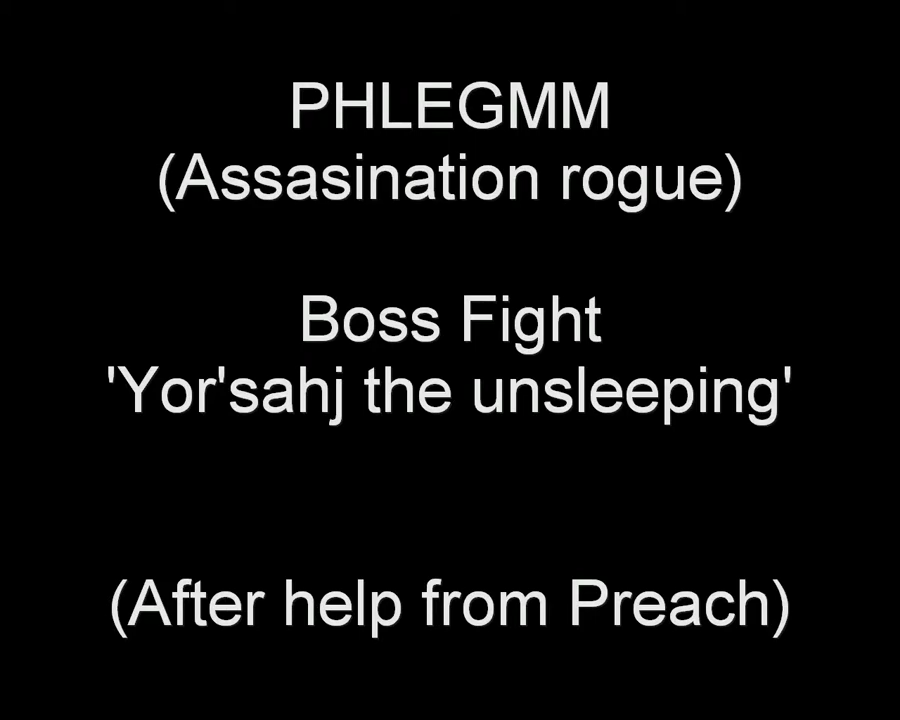 PHLEGMM
(Assasination rogue)
Boss Fight
'Yor'sahj the unsleeping'
(After help from Preach)